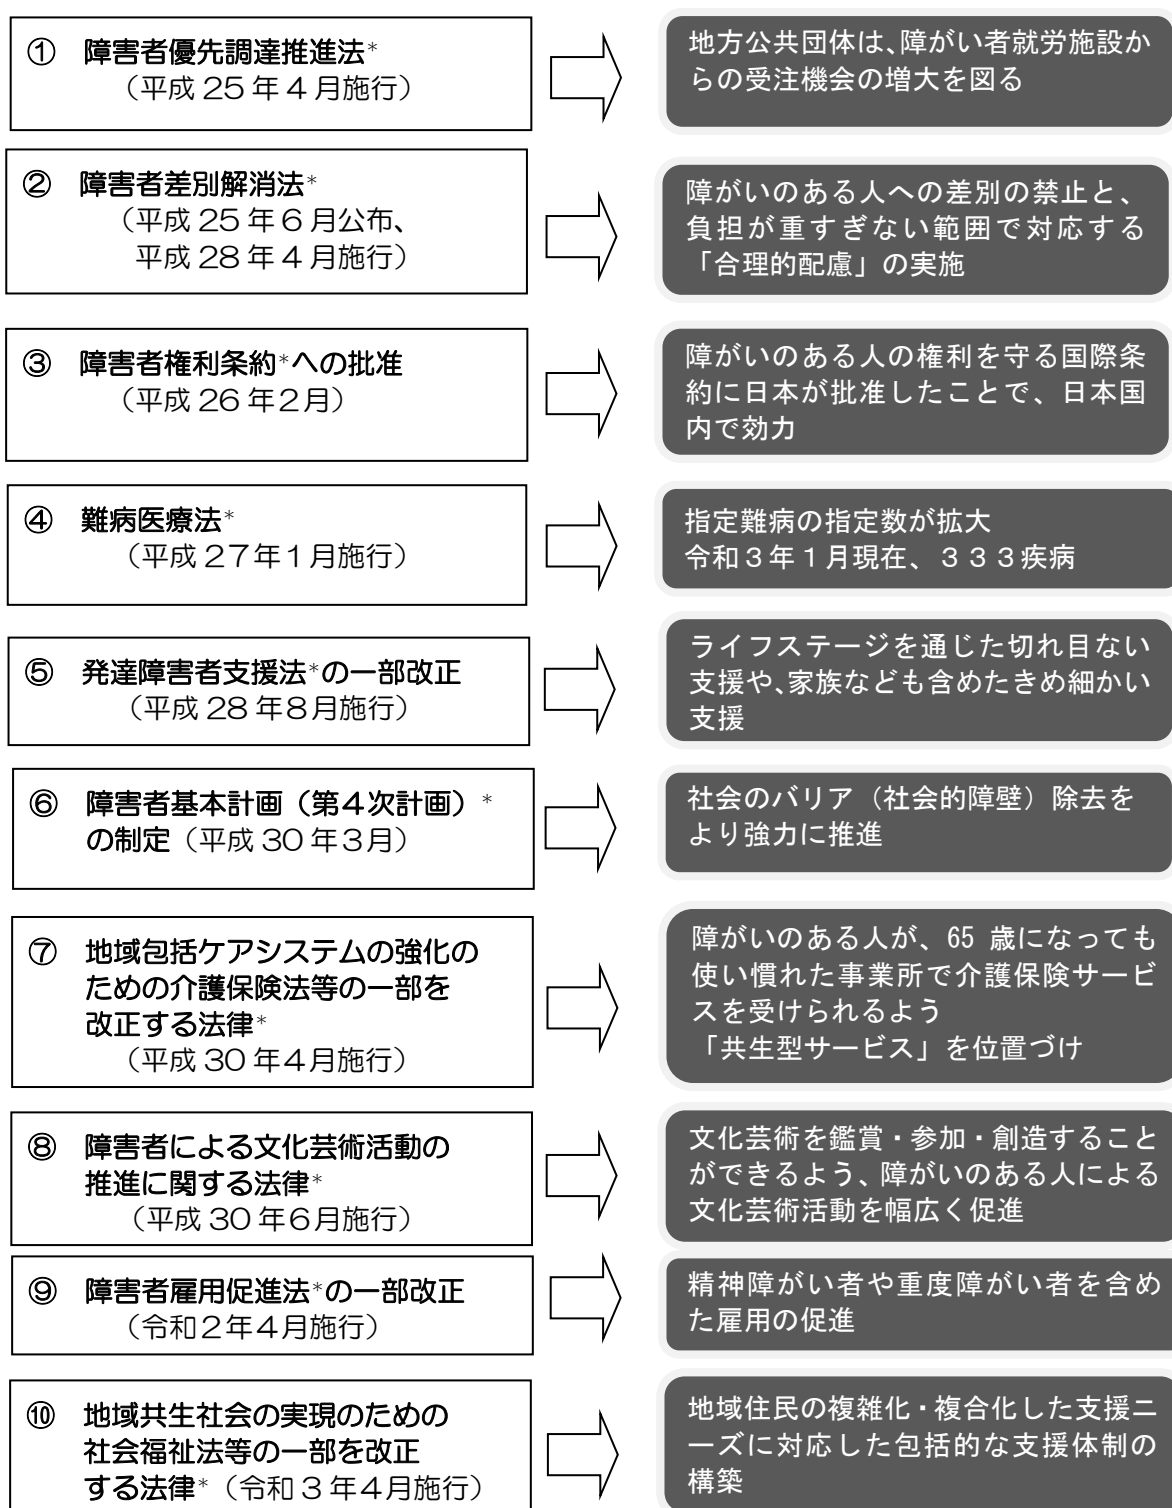 ① 障害者優先調達推進法*
（平成 25 年 4 月施行）
地方公共団体は、障がい者就労施設か
らの受注機会の増大を図る
② 障害者差別解消法*
（平成 25 年 6 月公布、
平成 28 年 4 月施行）
障がいのある人への差別の禁止と、
負担が重すぎない範囲で対応する
「合理的配慮」の実施
③ 障害者権利条約*への批准
（平成 26 年２月）
障がいのある人の権利を守る国際条
約に日本が批准したことで、日本国
内で効力
④ 難病医療法*
（平成 27年１月施行）
指定難病の指定数が拡大
令和３年１月現在、３３３疾病
⑤ 発達障害者支援法*の一部改正
（平成 28 年８月施行）
ライフステージを通じた切れ目ない
支援や、家族なども含めたきめ細かい
支援
⑥ 障害者基本計画（第４次計画）*
の制定（平成 30 年３月）
社会のバリア（社会的障壁）除去を
より強力に推進
⑦ 地域包括ケアシステムの強化の
ための介護保険法等の一部を
改正する法律*
（平成 30 年４月施行）
障がいのある人が、65 歳になっても
使い慣れた事業所で介護保険サービ
スを受けられるよう
「共生型サービス」を位置づけ
⑧ 障害者による文化芸術活動の
推進に関する法律*
（平成 30 年６月施行）
文化芸術を鑑賞・参加・創造すること
ができるよう、障がいのある人による
文化芸術活動を幅広く促進
⑨ 障害者雇用促進法*の一部改正
（令和２年４月施行）
精神障がい者や重度障がい者を含め
た雇用の促進
⑩ 地域共生社会の実現のための
社会福祉法等の一部を改正
する法律*（令和 3 年４月施行）
地域住民の複雑化・複合化した支援ニ
ーズに対応した包括的な支援体制の
構築